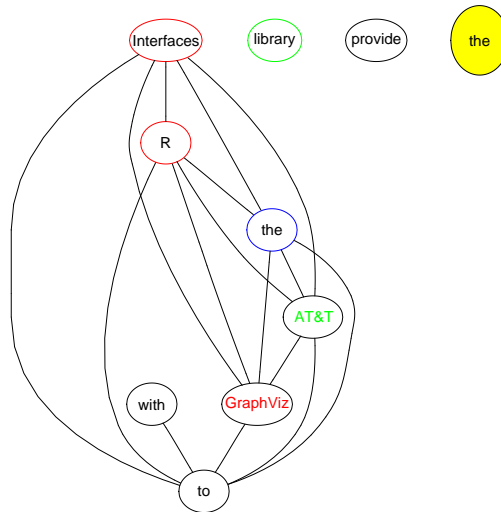 Interfaces
library
provide
the
R
the
AT&T
with
GraphViz
to